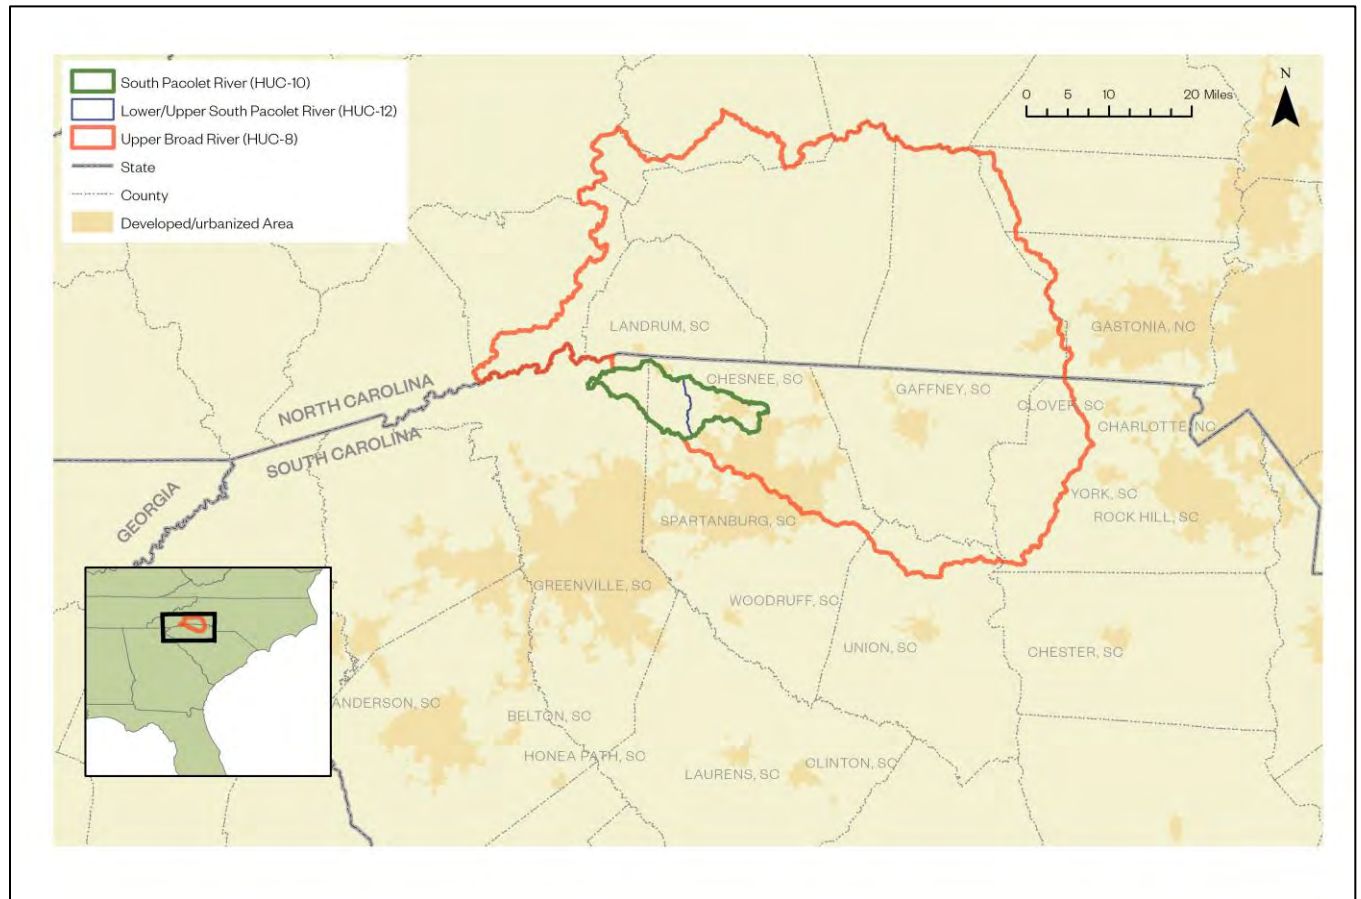 South Pacolet River (HUC-10)
Lower/Upper South Pacolet River (HUC-12)
Upper Broad River (HUC-8)
State
County
Developed/urbanized Area
N
0 5 10 20 Miles
LANDRUM, SC
GASTONIA, NC
NORTH CAROLINA
CHESNEE, SC
GAFFNEY, SC
CLOVER, SC
CHARLOTTE, NC
SOUTH CAROLINA
GEORGIA
YORK, SC
SPARTANBURG, SC
ROCK HILL, SC
GREENVILLE, SC
WOODRUFF, SC
UNION, SC
CHESTER, SC
ANDERSON, SC
BELTON, SC
HONEA PATH, SC
CLINTON, SC
LAURENS, SC